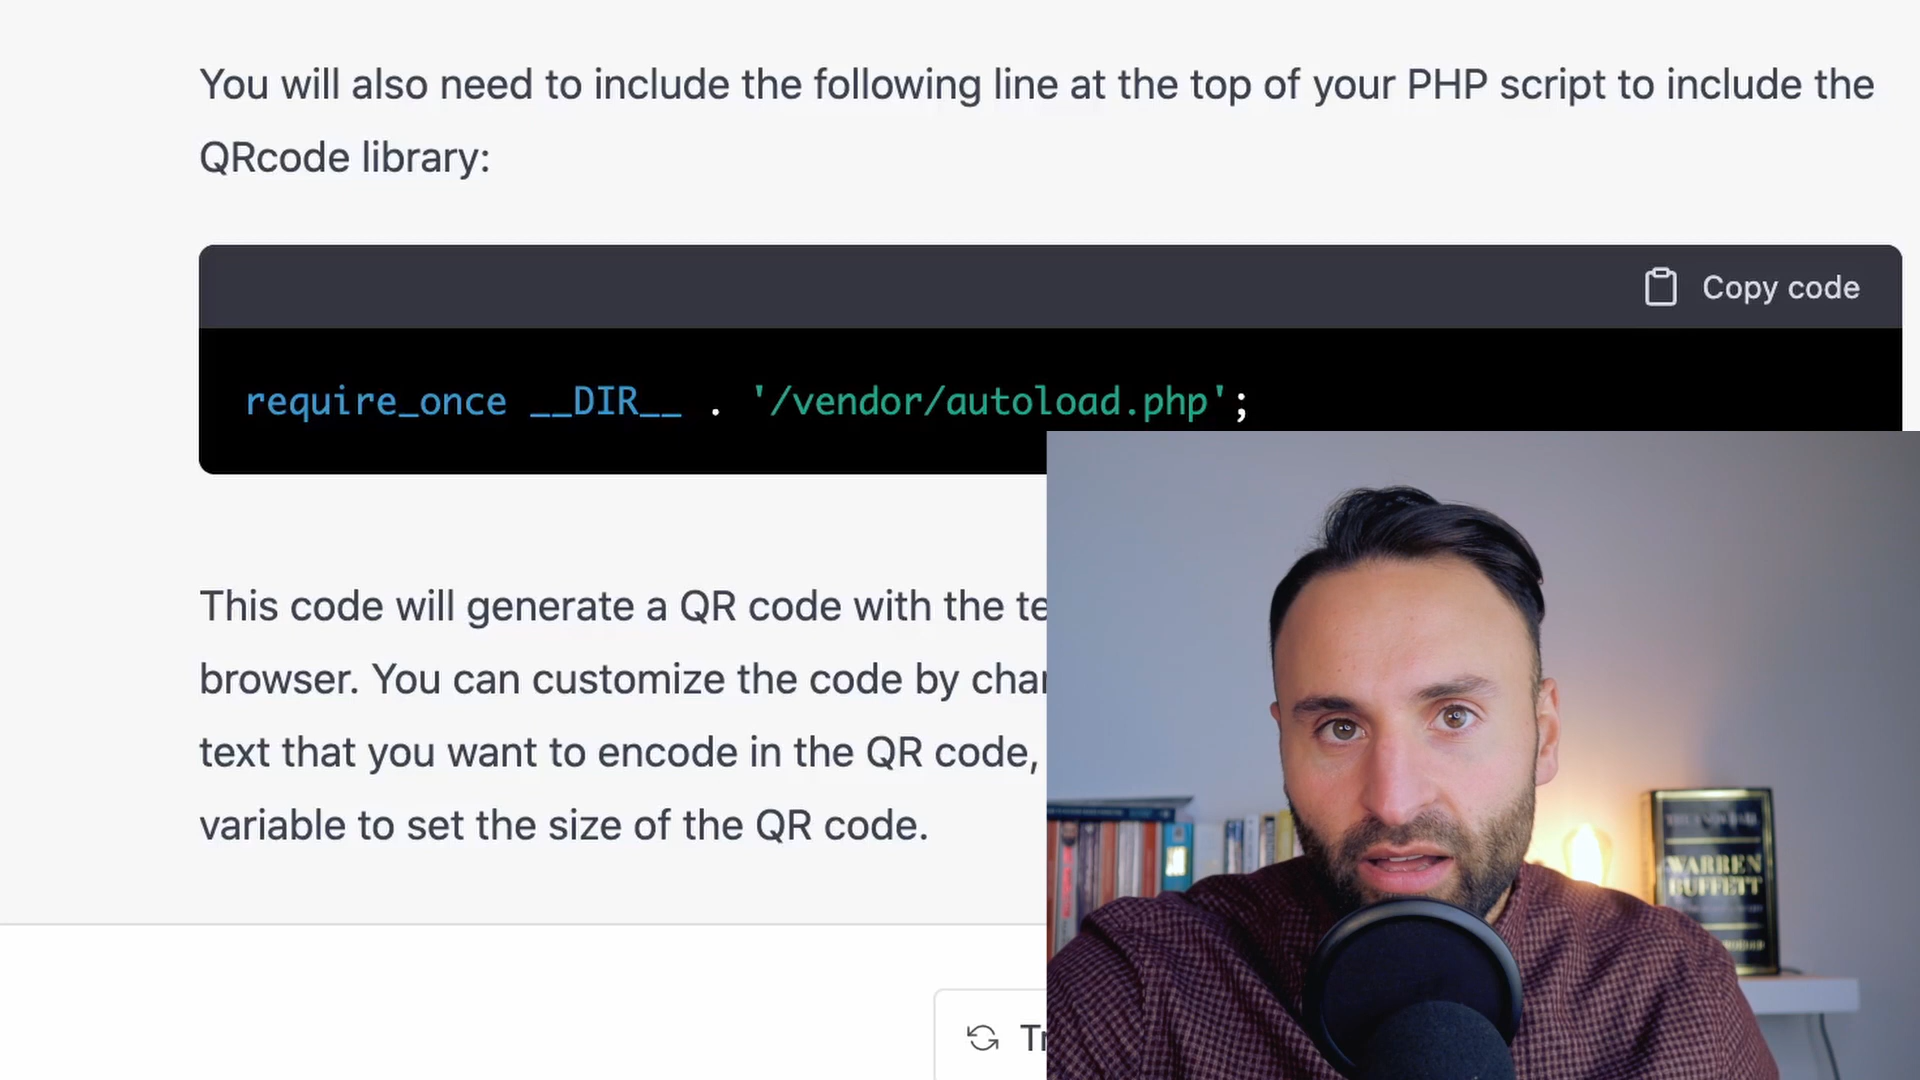 You will also need to include the following line at the top of your PHP script to include the
QRcode library:
Copy code
require_once __DIR__ . '/vendor/autoload.php';
This code will generate a QR code with the te
browser. You can customize the code by char
text that you want to encode in the QR code,
variable to set the size of the QR code.
Tr
WARREN
BUFFETT